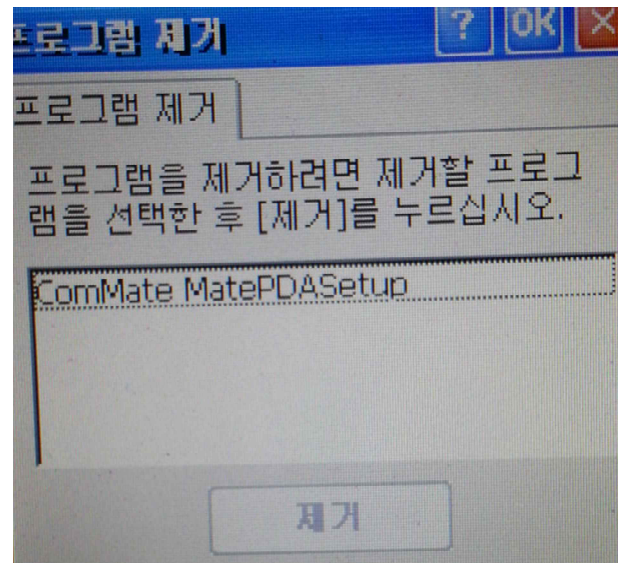 프로그램 제거
? OK ×
프로그램 제거
프로그램을 제거하려면 제거할 프로그
램을 선택한 후 [제거]를 누르십시오.
ComMate MatePDASetup
제거